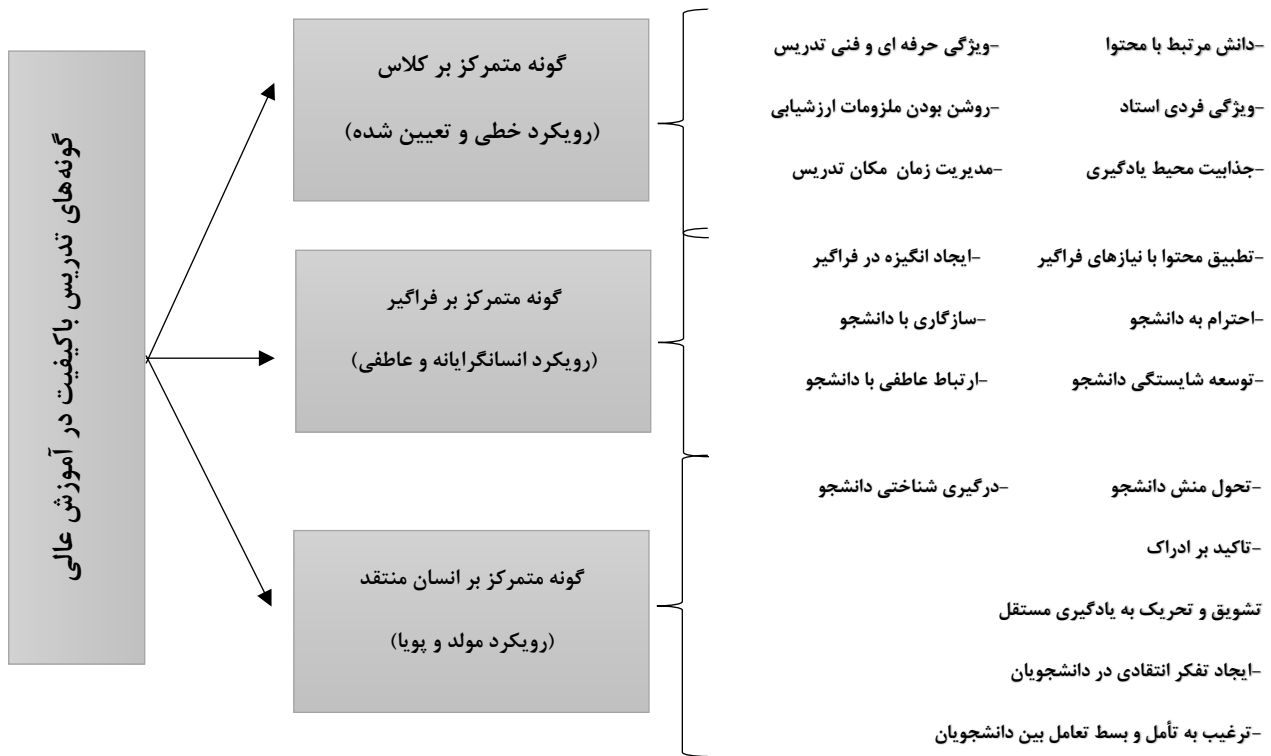 گونه‌های تدریس باکیفیت در آموزش عالی
گونه متمرکز بر کلاس
(رویکرد خطی و تعیین شده)
-دانش مرتبط با محتوا -ویژگی حرفه ای و فنی تدریس
-ویژگی فردی استاد -روشن بودن ملزومات ارزشیابی
-جذابیت محیط یادگیری -مدیریت زمان مکان تدریس
گونه متمرکز بر فراگیر
(رویکرد انسانگرایانه و عاطفی)
-تطبیق محتوا با نیازهای فراگیر -ایجاد انگیزه در فراگیر
-احترام به دانشجو -سازگاری با دانشجو
-توسعه شایستگی دانشجو -ارتباط عاطفی با دانشجو
گونه متمرکز بر انسان منتقد
(رویکرد مولد و پویا)
-تحول منش دانشجو -درگیری شناختی دانشجو
-تاکید بر ادراک
تشویق و تحریک به یادگیری مستقل
-ایجاد تفکر انتقادی در دانشجویان
-ترغیب به تأمل و بسط تعامل بین دانشجویان